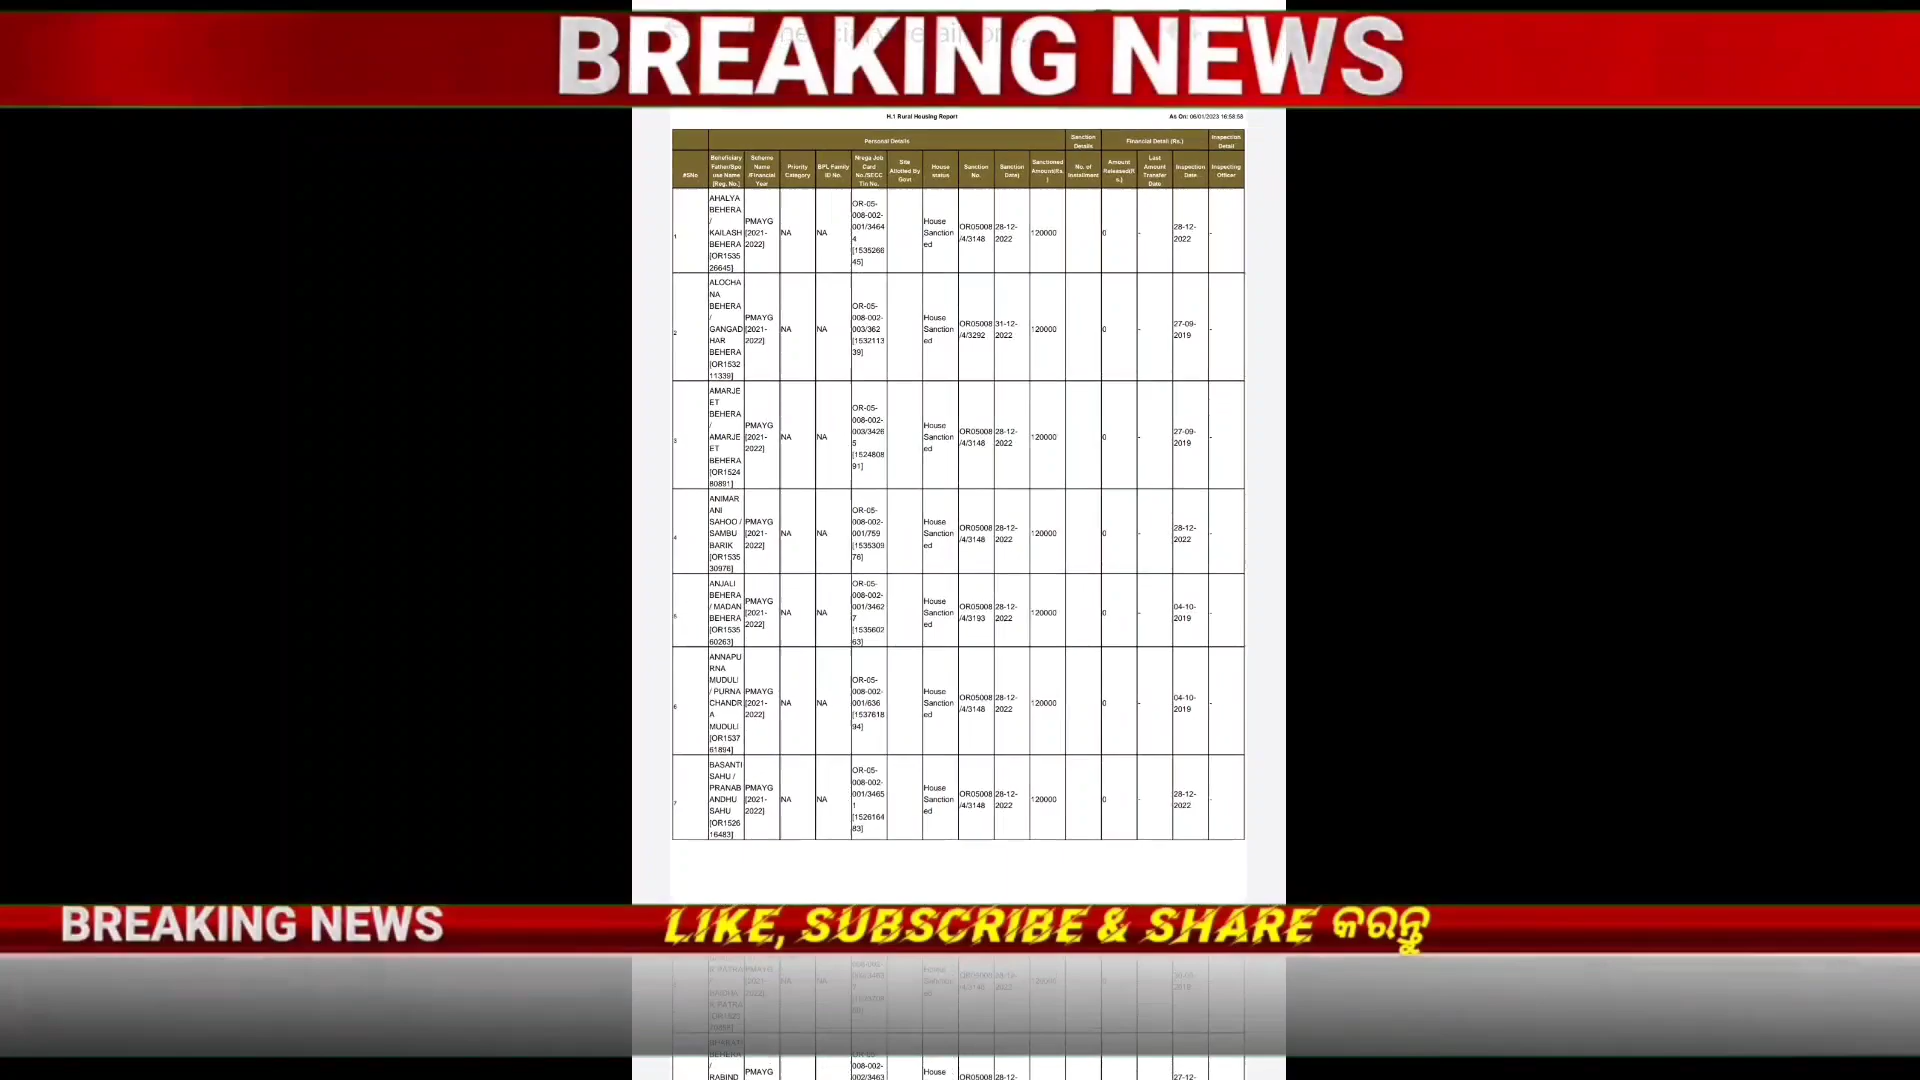 BREAKING NEWS
H.1 Rural Housing Report As On: 06/01/2023 16:58:58
Personal Details Sanction Details Financial Detail (Rs.) Inspection Detail
#SNo Beneficiary Father/Spouse Name [Reg. No.] Scheme Name /Financial Year Priority Category BPL Family ID No. Nrega Job Card No./SECC Tin No. Site Allotted By Govt House status Sanction No. Sanction Date) Sanctioned Amount(Rs.) No. of Installment Amount Released(Rs.) Last Amount Transfer Date Inspection Date Inspecting Officer
1 AHALYA BEHERA / KAILASH BEHERA [OR153526645] PMAYG [2021-2022] NA NA OR-05-008-002-001/34644 [153526645] House Sanctioned OR05008/4/3148 28-12-2022 120000 0 - 28-12-2022 -
2 ALOCHANA BEHERA / GANGADHAR BEHERA [OR153211339] PMAYG [2021-2022] NA NA OR-05-008-002-003/362 [153211339] House Sanctioned OR05008/4/3292 31-12-2022 120000 0 - 27-09-2019 -
3 AMARJEET BEHERA / AMARJEET BEHERA [OR152480891] PMAYG [2021-2022] NA NA OR-05-008-002-003/34265 [152480891] House Sanctioned OR05008/4/3148 28-12-2022 120000 0 - 27-09-2019 -
4 ANIMARANI SAHOO / SAMBU BARIK [OR153530976] PMAYG [2021-2022] NA NA OR-05-008-002-001/759 [153530976] House Sanctioned OR05008/4/3148 28-12-2022 120000 0 - 28-12-2022 -
5 ANJALI BEHERA / MADAN BEHERA [OR153560263] PMAYG [2021-2022] NA NA OR-05-008-002-001/34627 [153560263] House Sanctioned OR05008/4/3193 28-12-2022 120000 0 - 04-10-2019 -
6 ANNAPURNA MUDULI / PURNA CHANDRA MUDULI [OR153761894] PMAYG [2021-2022] NA NA OR-05-008-002-001/636 [153761894] House Sanctioned OR05008/4/3148 28-12-2022 120000 0 - 04-10-2019 -
7 BASANTI SAHU / PRANABANDHU SAHU [OR152616483] PMAYG [2021-2022] NA NA OR-05-008-002-001/34651 [152616483] House Sanctioned OR05008/4/3148 28-12-2022 120000 0 - 28-12-2022 -
BREAKING NEWS LIKE, SUBSCRIBE & SHARE କରନ୍ତୁ
BEHERA / RABIND PMAYG 008-002- House OR05008 28-12- 27-12-